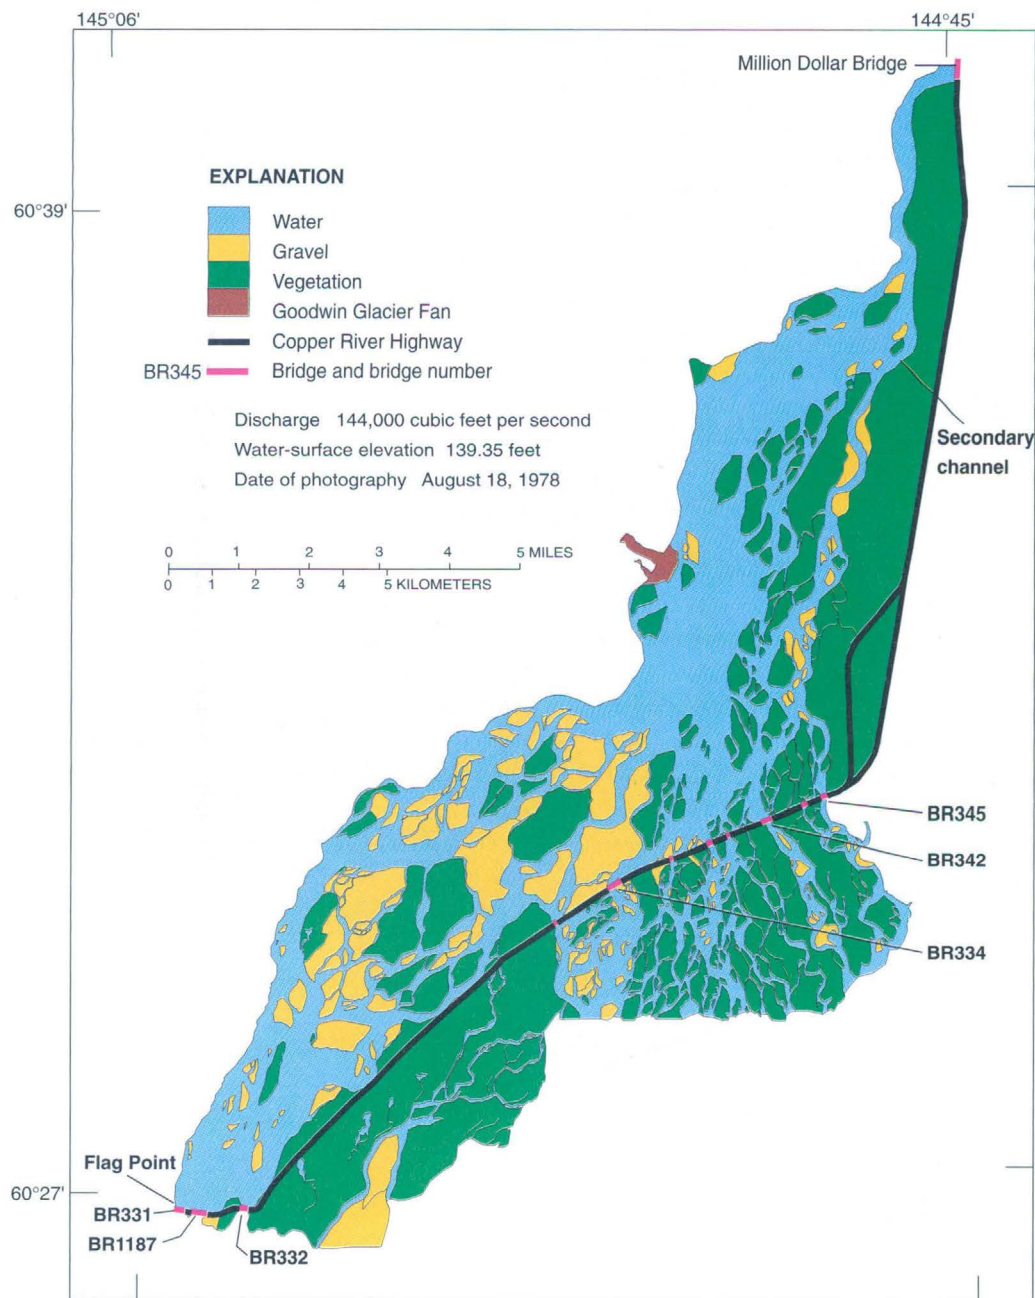 145°06'
144°45'
Million Dollar Bridge
EXPLANATION
60°39'
Water
Gravel
Vegetation
Goodwin Glacier Fan
Copper River Highway
BR345 Bridge and bridge number
Discharge 144,000 cubic feet per second
Water-surface elevation 139.35 feet
Date of photography August 18, 1978
Secondary
channel
0 1 2 3 4 5 MILES
0 1 2 3 4 5 KILOMETERS
BR345
BR342
BR334
Flag Point
60°27'
BR331
BR1187
BR332